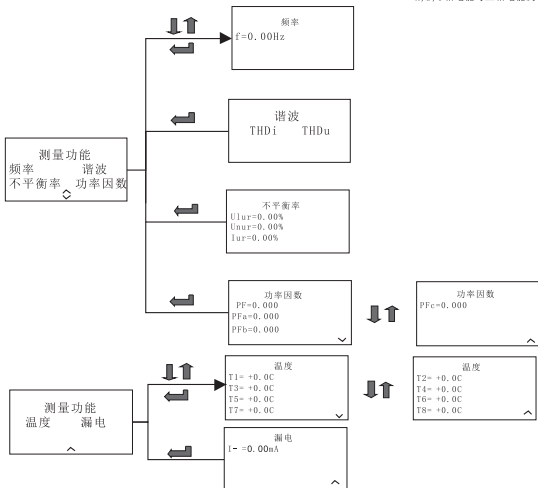 频率
f=0.00Hz
谐波
THDi THDu
测量功能
频率 谐波
不平衡率 功率因数
不平衡率
Ulur=0.00%
Unur=0.00%
Iur=0.00%
功率因数
PF=0.000
PFa=0.000
PFb=0.000
功率因数
PFc=0.000
测量功能
温度 漏电
温度
T1= +0.0C
T3= +0.0C
T5= +0.0C
T7= +0.0C
温度
T2= +0.0C
T4= +0.0C
T6= +0.0C
T8= +0.0C
漏电
I- =0.00mA